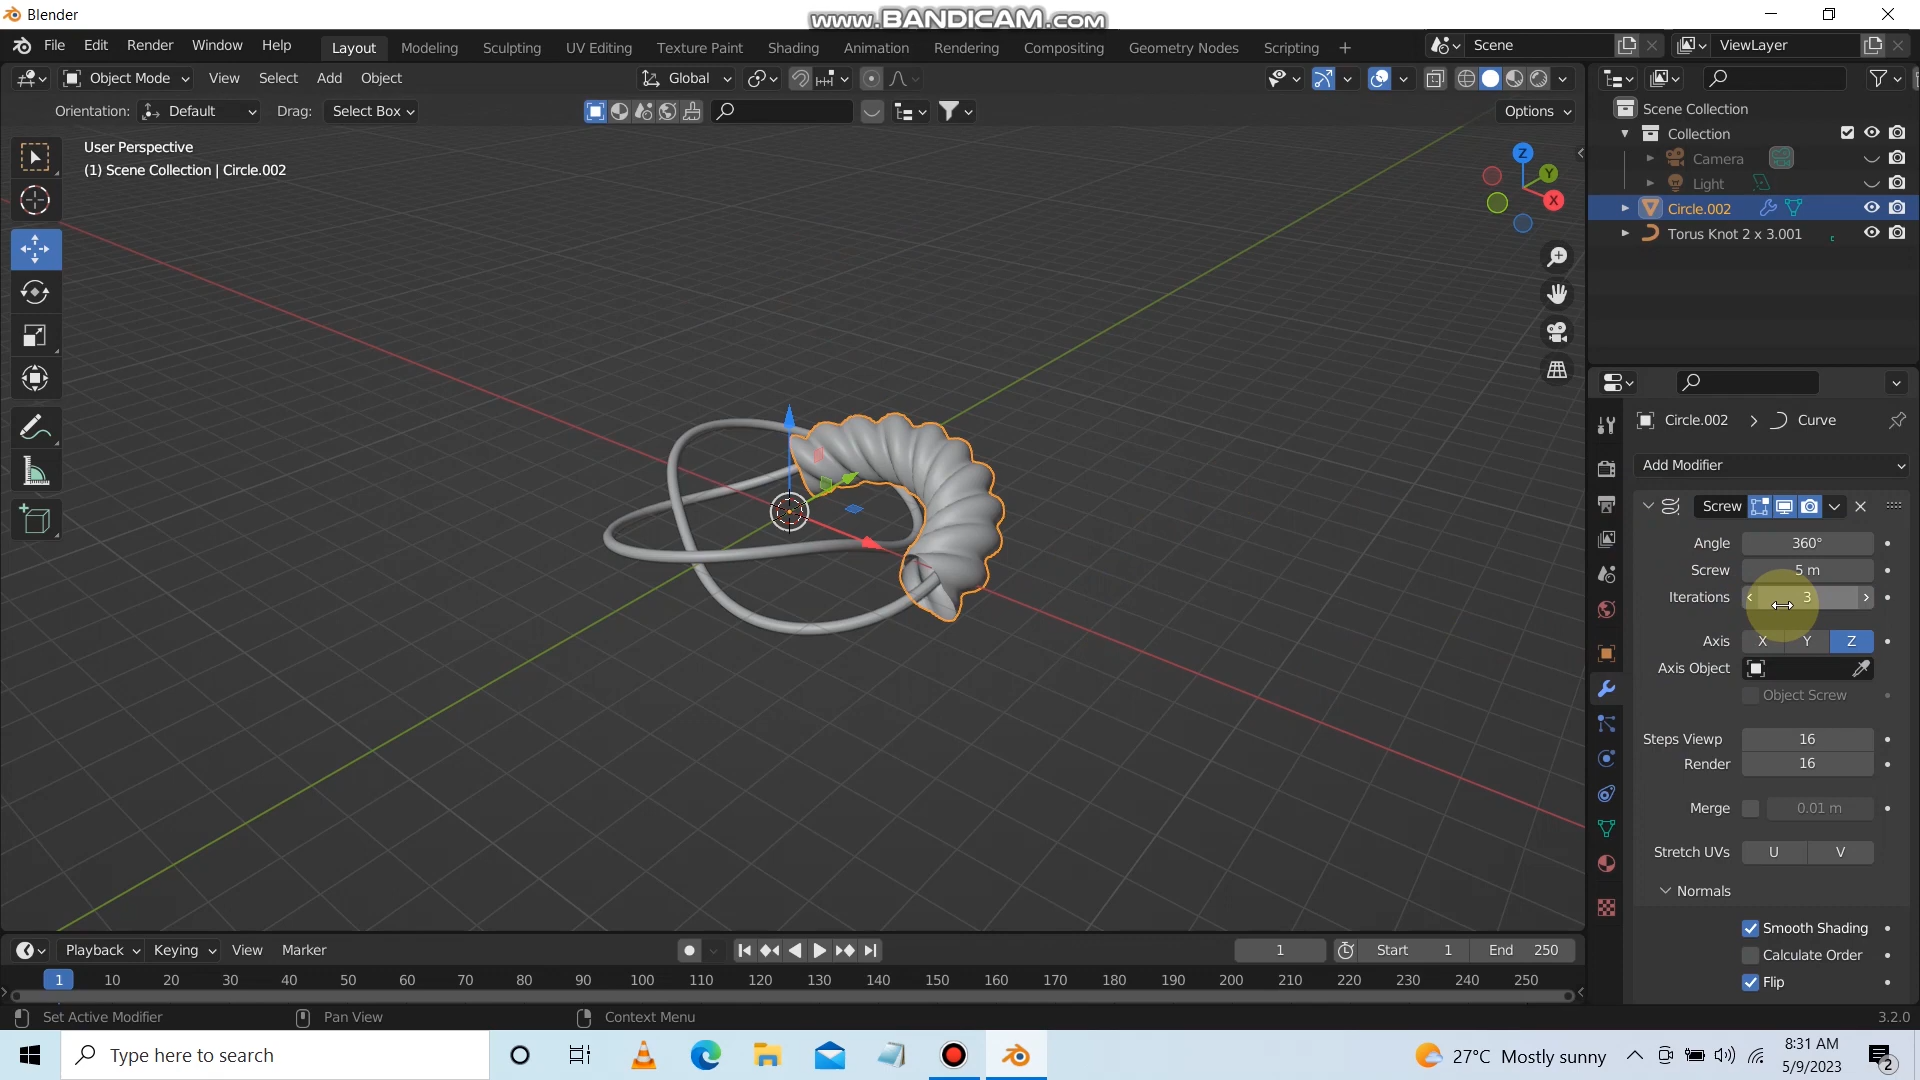 Blender
www.BANDICAM.com
File Edit Render Window Help Layout Modeling Sculpting UV Editing Texture Paint Shading Animation Rendering Compositing Geometry Nodes Scripting + Scene ViewLayer
Object Mode View Select Add Object Global
Orientation: Default Drag: Select Box Options
User Perspective
(1) Scene Collection | Circle.002
Z
Y
X
Scene Collection
Collection
Camera
Light
Circle.002
Torus Knot 2 x 3.001
Circle.002 > Curve
Add Modifier
Screw
Angle 360°
Screw 5 m
Iterations 3
Axis X Y Z
Axis Object
Object Screw
Steps Viewp 16
Render 16
Merge 0.01 m
Stretch UVs U V
Normals
Smooth Shading
Calculate Order
Flip
Playback Keying View Marker 1 Start 1 End 250
1 10 20 30 40 50 60 70 80 90 100 110 120 130 140 150 160 170 180 190 200 210 220 230 240 250
Set Active Modifier Pan View Context Menu 3.2.0
Type here to search 27°C Mostly sunny 8:31 AM
5/9/2023 2